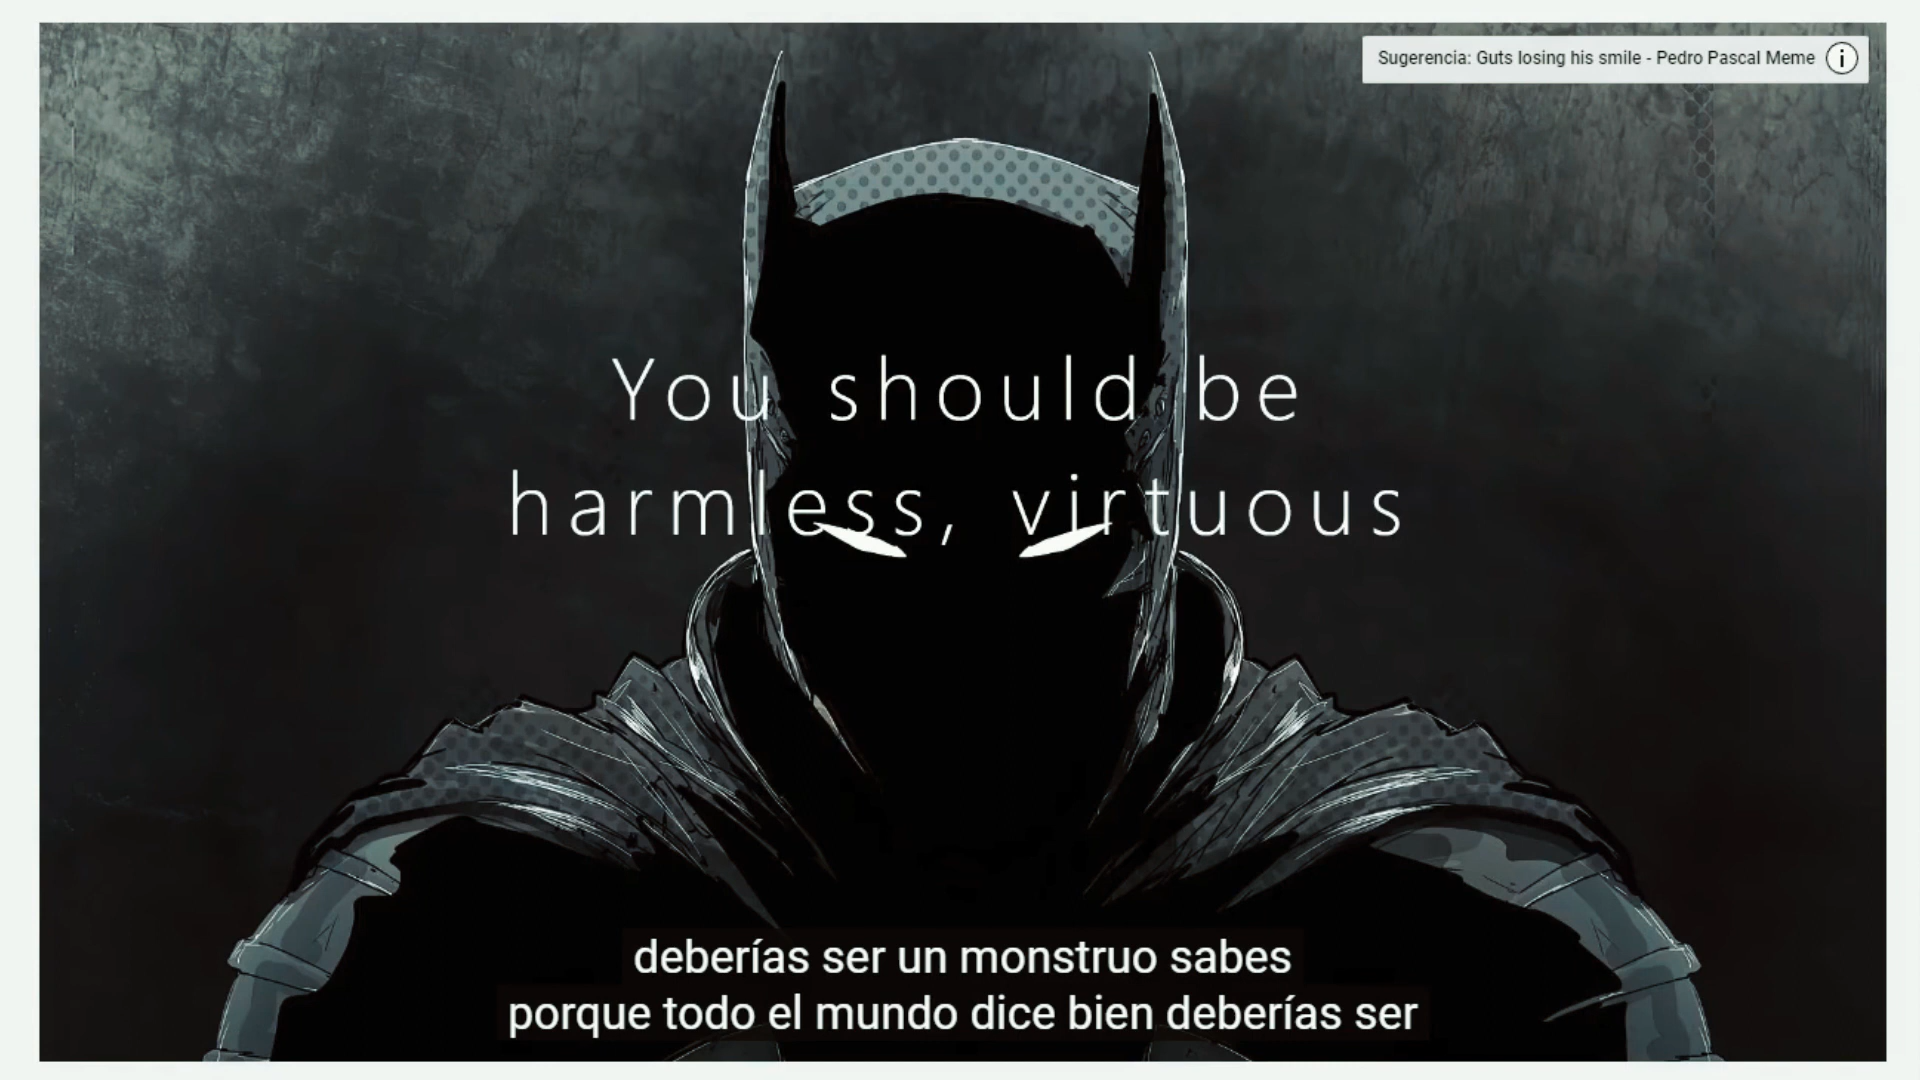 Sugerencia: Guts losing his smile - Pedro Pascal Meme
You should be
harmless, virtuous
deberías ser un monstruo sabes
porque todo el mundo dice bien deberías ser